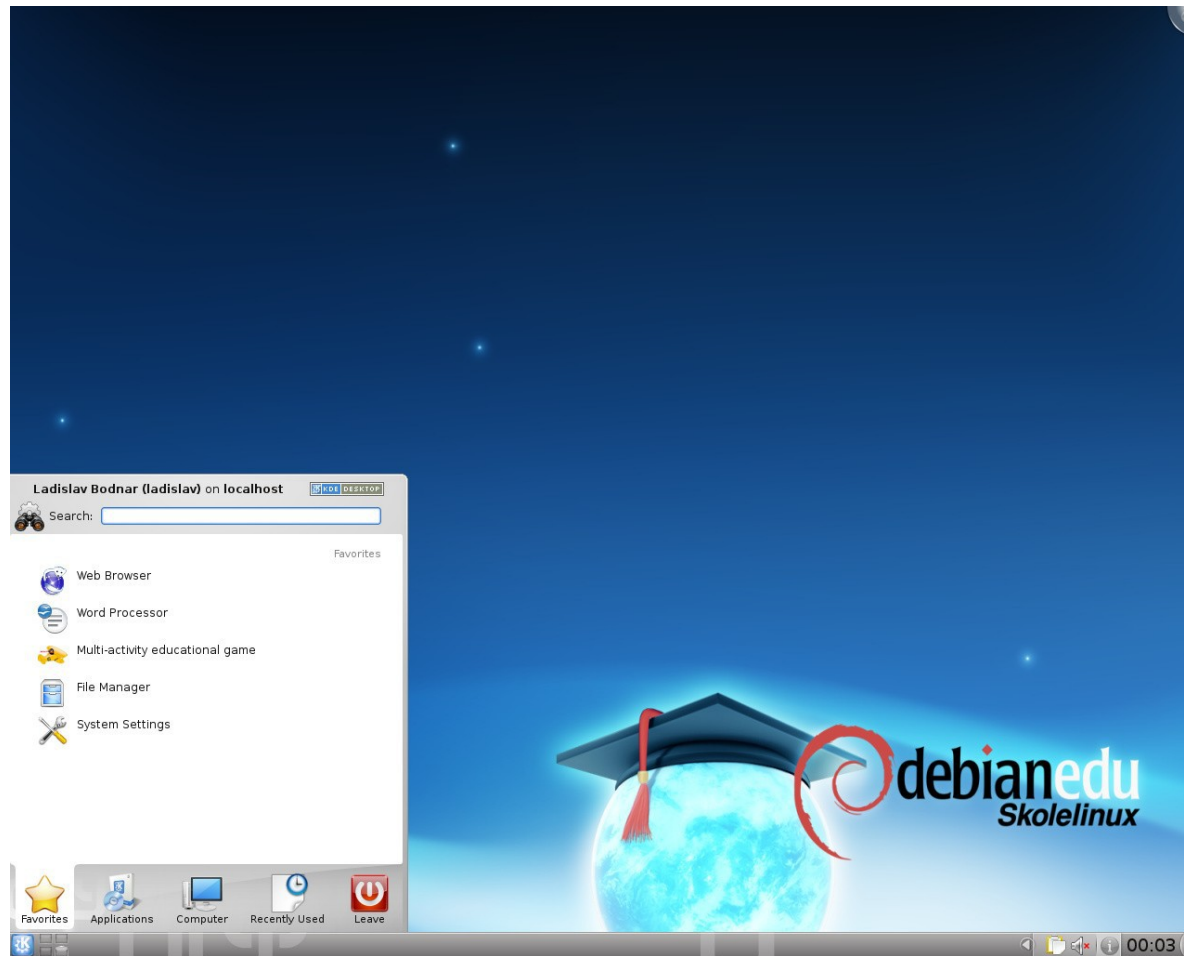 Ladislav Bodnar (ladislav) on localhost
KDE DESKTOP
Search:
Favorites
Web Browser
Word Processor
Multi-activity educational game
File Manager
System Settings
debianedu
Skolelinux
Favorites Applications Computer Recently Used Leave
00:03